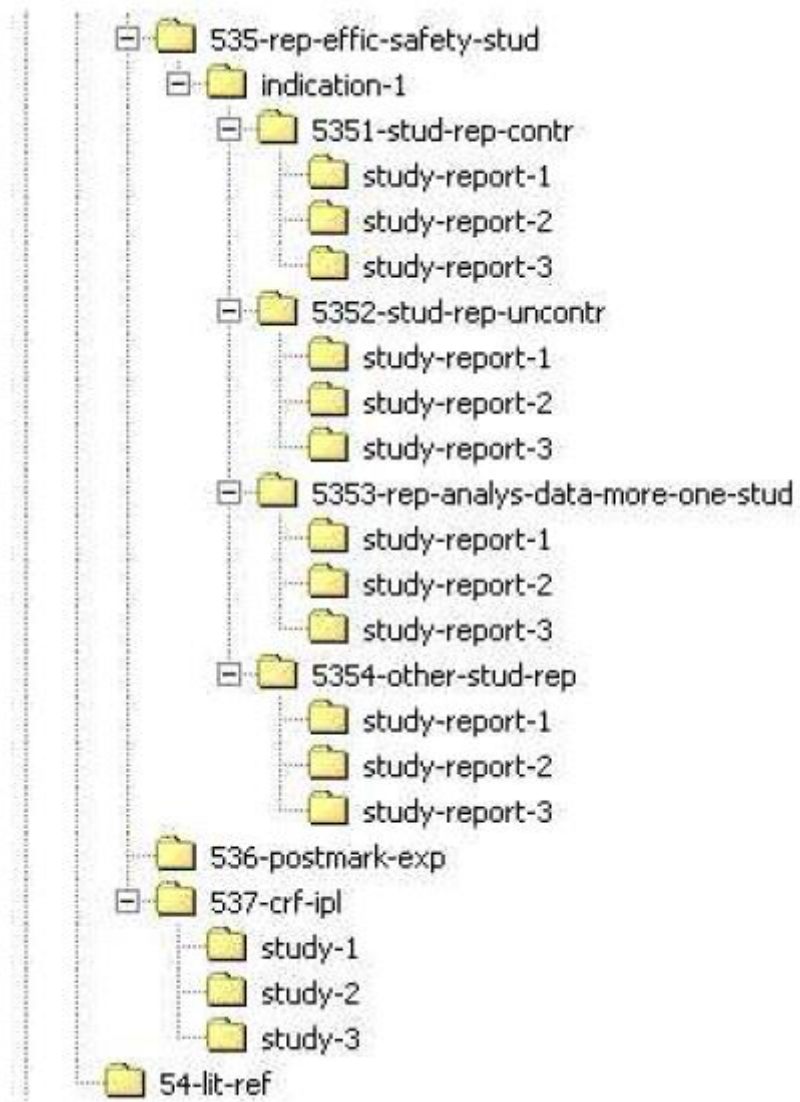 535-rep-effic-safety-stud
indication-1
5351-stud-rep-contr
study-report-1
study-report-2
study-report-3
5352-stud-rep-uncontr
study-report-1
study-report-2
study-report-3
5353-rep-analys-data-more-one-stud
study-report-1
study-report-2
study-report-3
5354-other-stud-rep
study-report-1
study-report-2
study-report-3
536-postmark-exp
537-crf-ipl
study-1
study-2
study-3
54-lit-ref